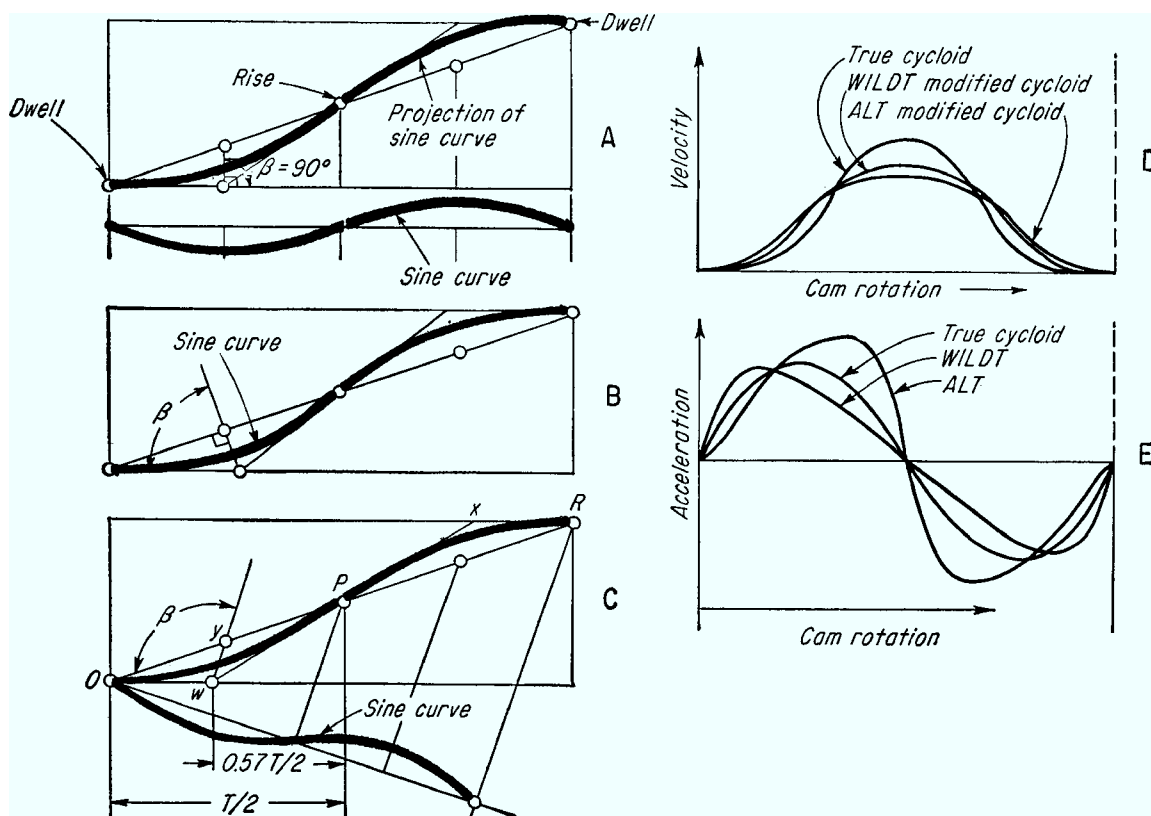 Dwell
Rise
Dwell
Projection of
sine curve
β = 90°
A
Sine curve
Sine curve
β
B
x
R
P
β
y
C
O
w
Sine curve
0.57T/2
T/2
True cycloid
WILDT modified cycloid
ALT modified cycloid
Velocity
Cam rotation
True cycloid
WILDT
ALT
Acceleration
E
Cam rotation